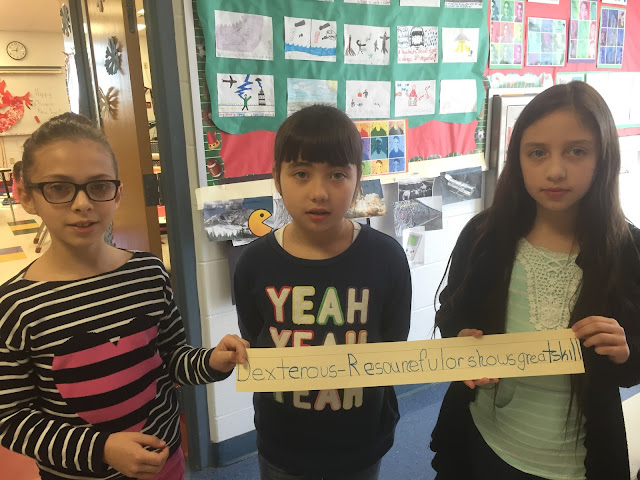 YEAH
YEAH
Dexterous-Resourceful or shows great skill
YEAH